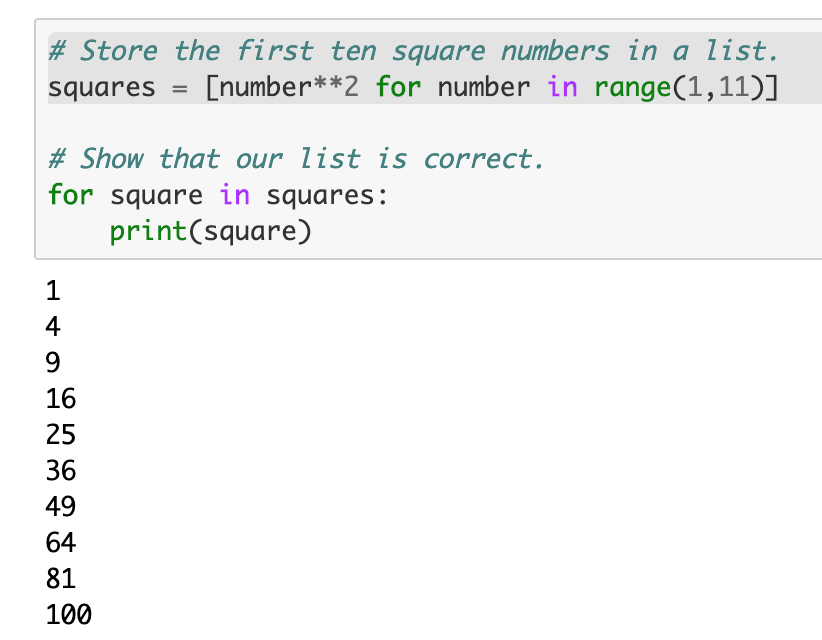 # Store the first ten square numbers in a list.
squares = [number**2 for number in range(1,11)]
# Show that our list is correct.
for square in squares:
    print(square)
1
4
9
16
25
36
49
64
81
100